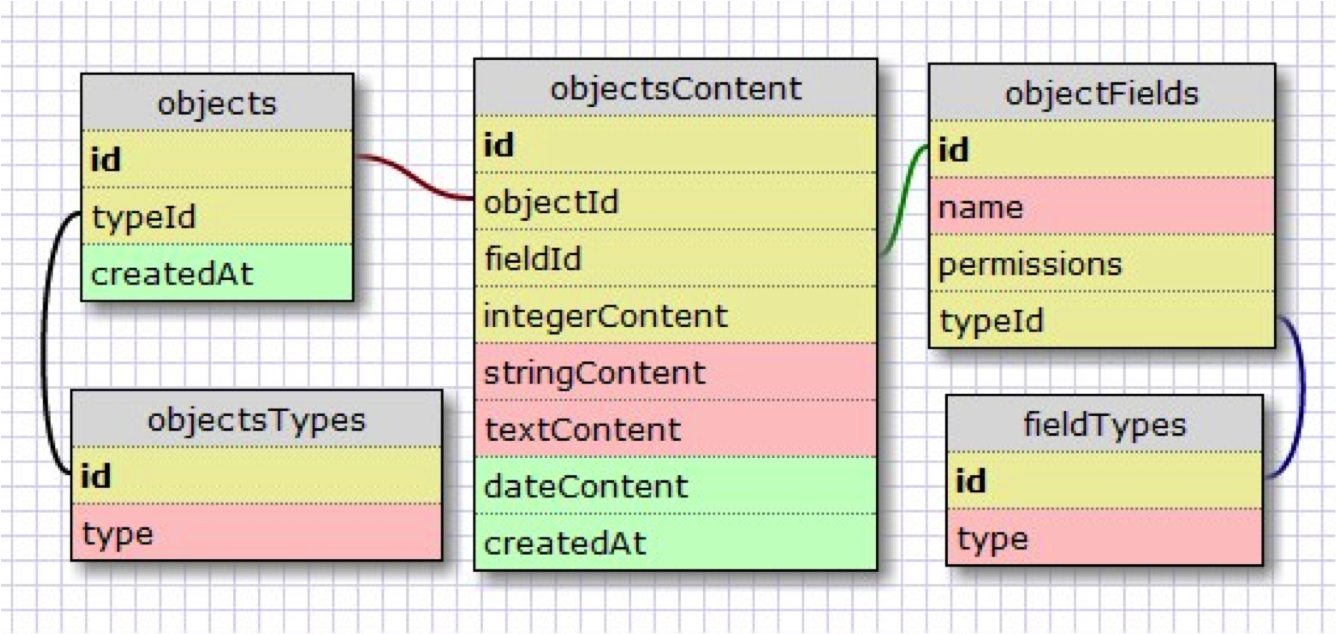 objects
id
typeId
createdAt
objectsTypes
id
type
objectsContent
id
objectId
fieldId
integerContent
stringContent
textContent
dateContent
createdAt
objectFields
id
name
permissions
typeId
fieldTypes
id
type